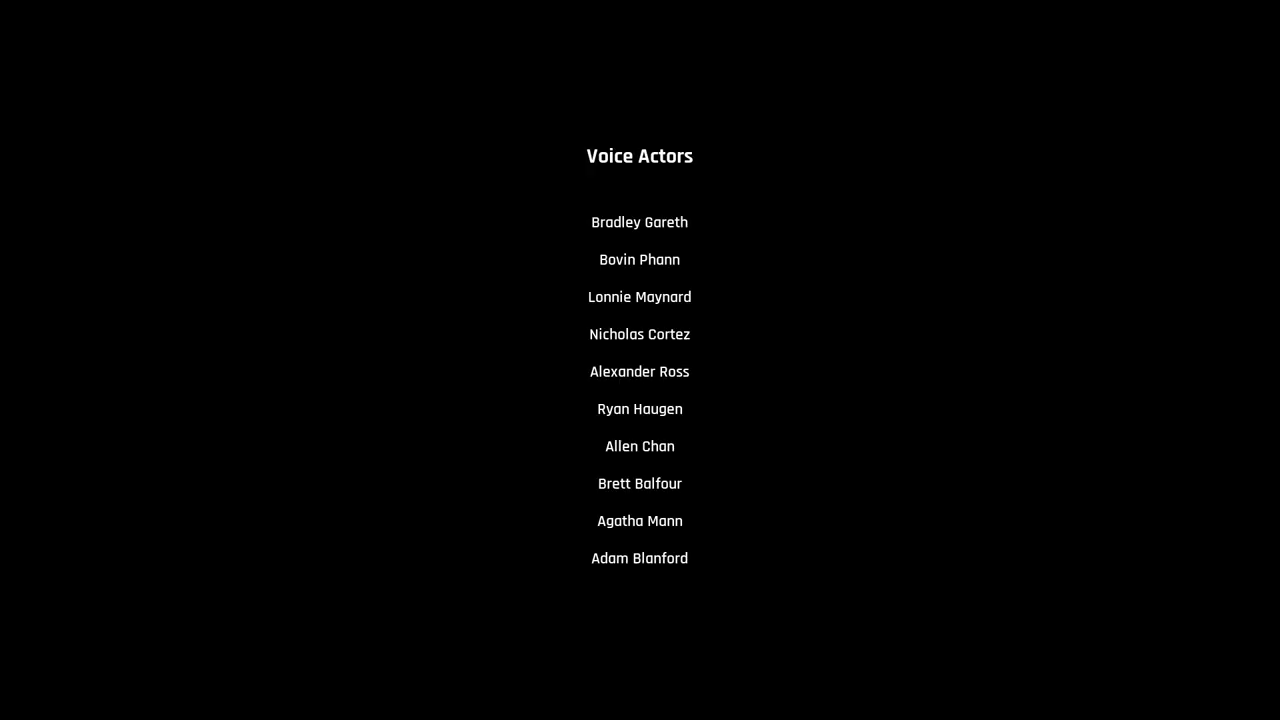 Voice Actors
Bradley Gareth
Bovin Phann
Lonnie Maynard
Nicholas Cortez
Alexander Ross
Ryan Haugen
Allen Chan
Brett Balfour
Agatha Mann
Adam Blanford